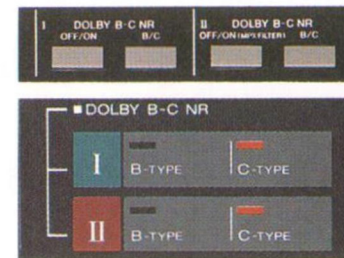 I DOLBY B-C NR II DOLBY B-C NR
OFF/ON B/C OFF/ON (MPX FILTER) B/C
■ DOLBY B-C NR
I B-TYPE C-TYPE
II B-TYPE C-TYPE